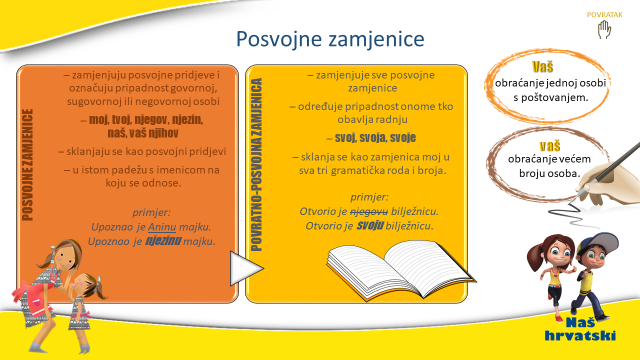 POVRATAK
Posvojne zamjenice
POSVOJNE ZAMJENICE
– zamjenjuju posvojne pridjeve i
označuju pripadnost govornoj,
sugovornoj ili negovornoj osobi
– moj, tvoj, njegov, njezin,
naš, vaš njihov
– sklanjaju se kao posvojni pridjevi
– u istom padežu s imenicom na
koju se odnose.
primjer:
Upoznao je Aninu majku.
Upoznao je njezinu majku.
POVRATNO-POSVOJNA ZAMJENICA
– zamjenjuje sve posvojne
zamjenice
– određuje pripadnost onome tko
obavlja radnju
– svoj, svoja, svoje
– sklanja se kao zamjenica moj u
sva tri gramatička roda i broja.
primjer:
Otvorio je njegovu bilježnicu.
Otvorio je svoju bilježnicu.
Vaš
obraćanje jednoj osobi
s poštovanjem.
vaš
obraćanje većem
broju osoba.
Naš
hrvatski